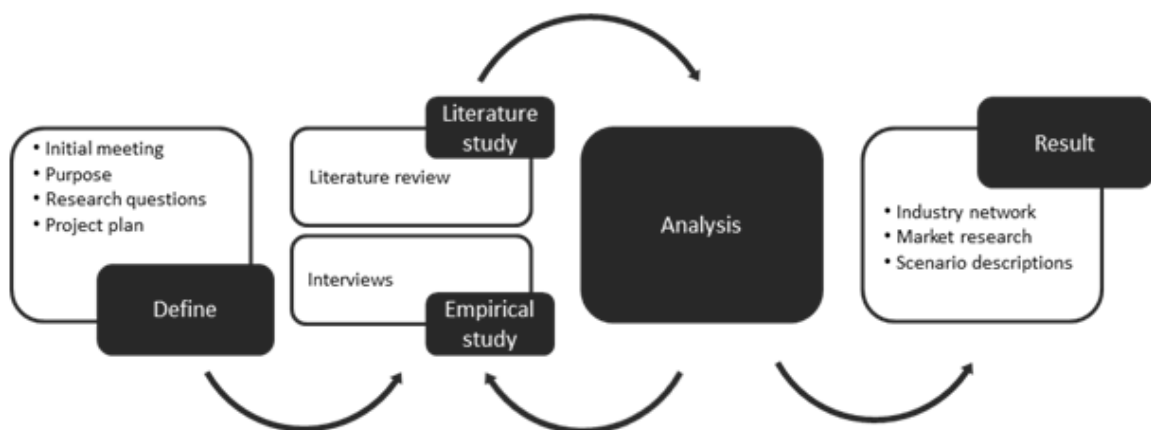 • Initial meeting
• Purpose
• Research questions
• Project plan
Define
Literature
study
Literature review
Interviews
Empirical
study
Analysis
Result
• Industry network
• Market research
• Scenario descriptions